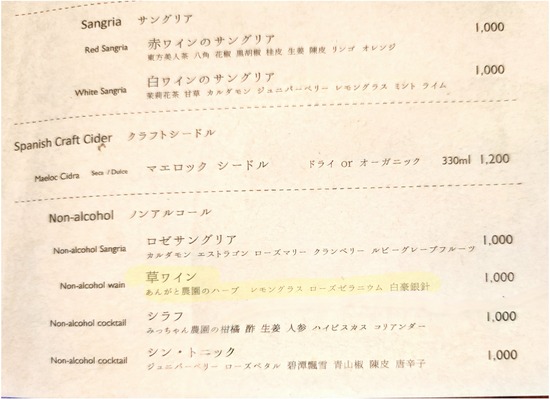 Sangria サングリア
Red Sangria 赤ワインのサングリア 1,000
東方美人茶 八角 花椒 黒胡椒 桂皮 生姜 陳皮 リンゴ オレンジ
White Sangria 白ワインのサングリア 1,000
茉莉花茶 甘草 カルダモン ジュニパーベリー レモングラス ミント ライム
Spanish Craft Cider クラフトシードル
Maeloc Cidra Seca / Dulce マエロック シードル ドライ or オーガニック 330ml 1,200
Non-alcohol ノンアルコール
Non-alcohol Sangria ロゼサングリア 1,000
カルダモン エストラゴン ローズマリー クランベリー ルビーグレープフルーツ
Non-alcohol wain 草ワイン 1,000
あんがと農園のハーブ レモングラス ローズゼラニウム 白豪銀針
Non-alcohol cocktail シラフ 1,000
みっちゃん農園の柑橘 酢 生姜 人参 ハイビスカス コリアンダー
Non-alcohol cocktail シン・トニック 1,000
ジュニパーベリー ローズペタル 碧潭飄雪 青山椒 陳皮 唐辛子